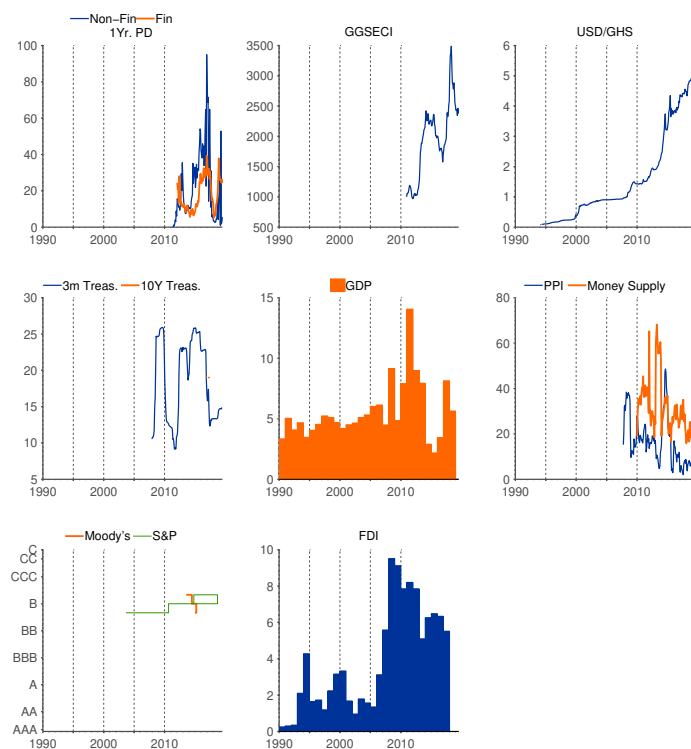 Non-Fin Fin
1Yr. PD
100
80
60
40
20
0
1990 2000 2010
GGSECI
3500
3000
2500
2000
1500
1000
500
1990 2000 2010
USD/GHS
6
5
4
3
2
1
0
1990 2000 2010
3m Treas. 10Y Treas.
30
25
20
15
10
5
1990 2000 2010
GDP
15
10
5
0
1990 2000 2010
PPI Money Supply
80
60
40
20
0
1990 2000 2010
Moody's S&P
C
CC
CCC
B
BB
BBB
A
AA
AAA
1990 2000 2010
FDI
10
8
6
4
2
0
1990 2000 2010